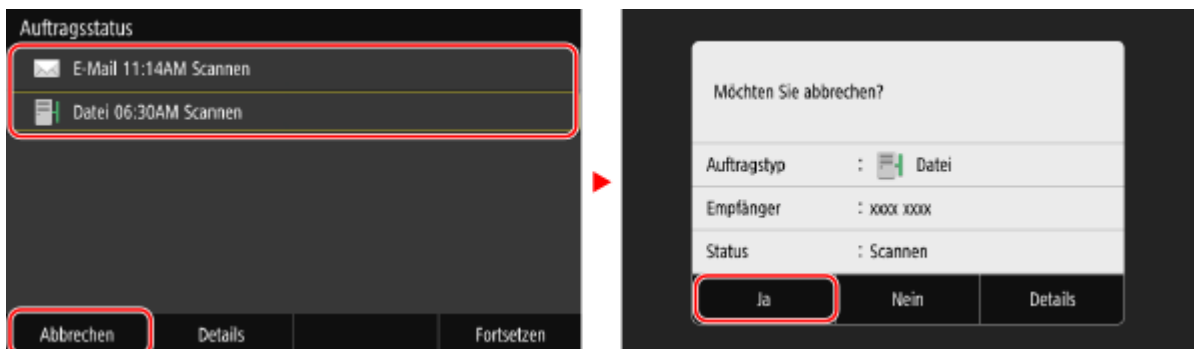 Auftragsstatus
E-Mail 11:14AM Scannen
Datei 06:30AM Scannen
Abbrechen Details Fortsetzen
Möchten Sie abbrechen?
Auftragstyp : Datei
Empfänger : xxxx xxxx
Status : Scannen
Ja Nein Details